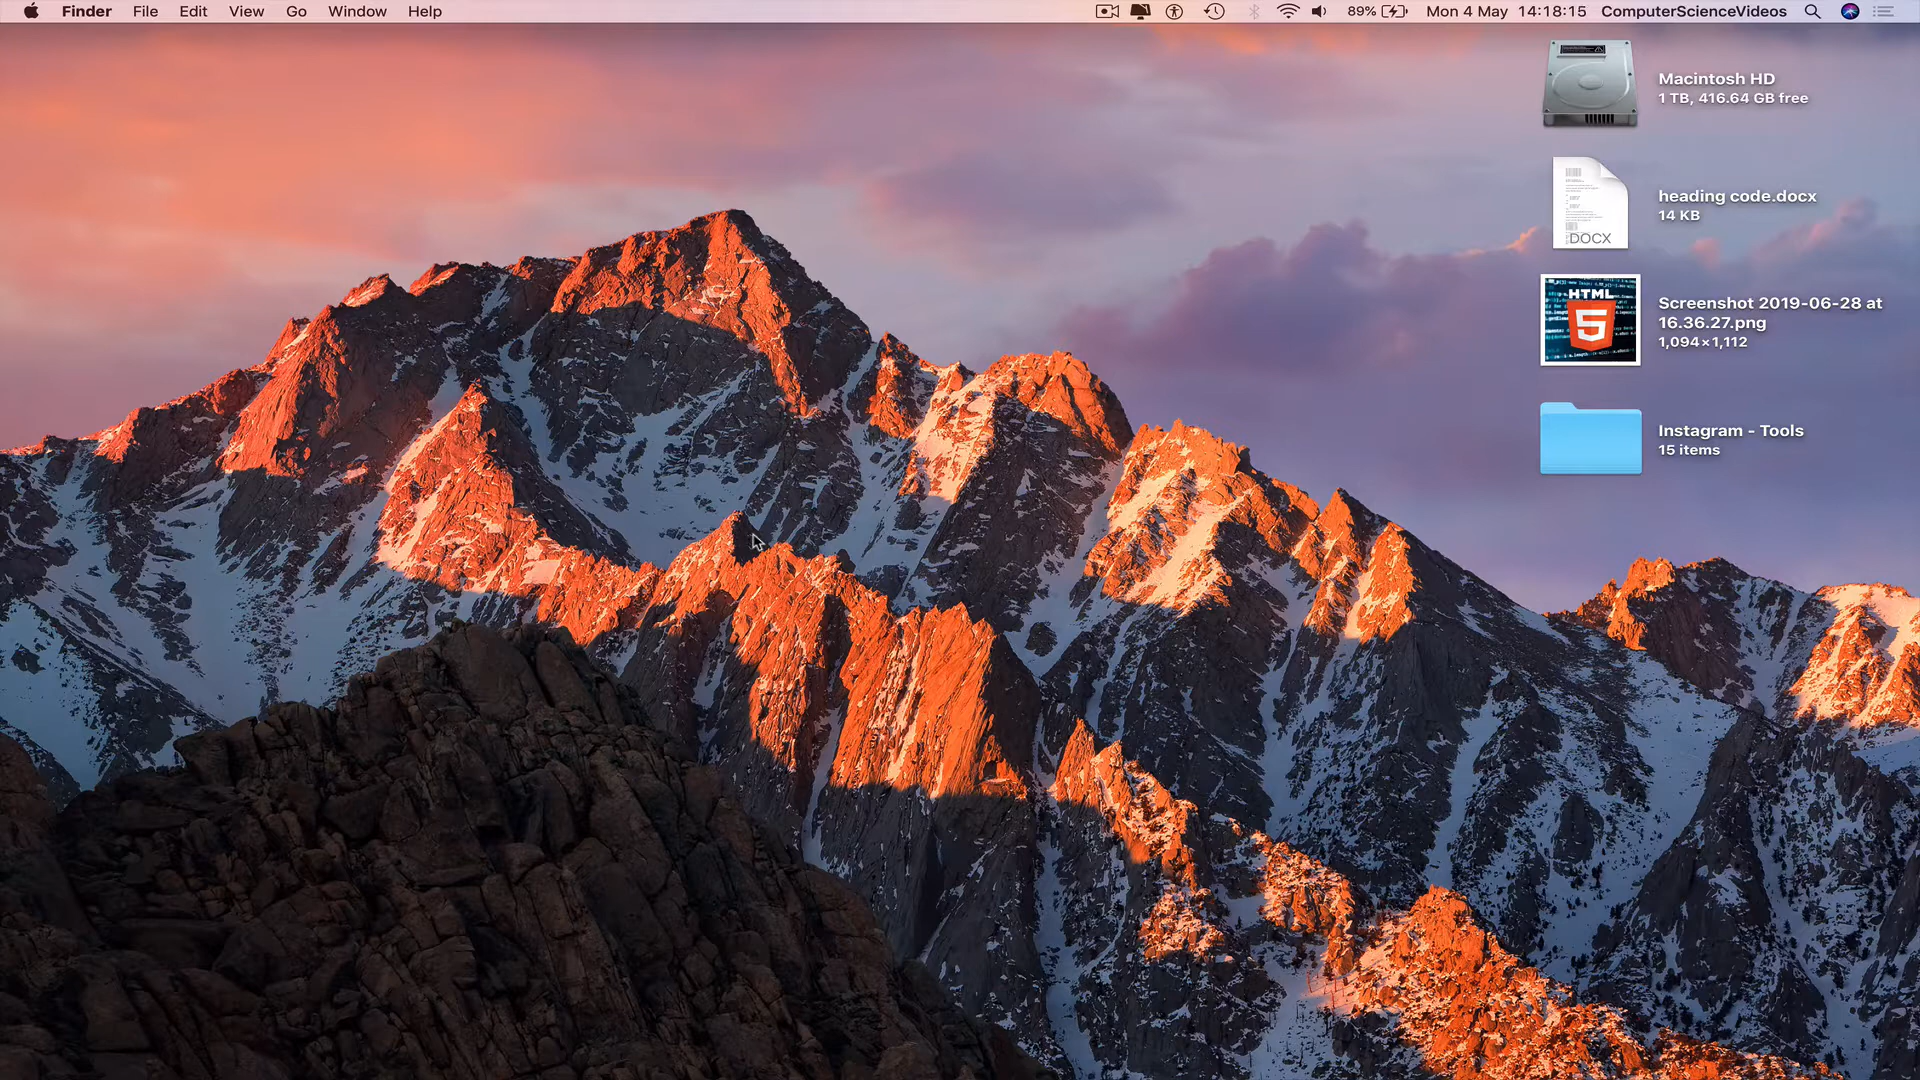 Finder File Edit View Go Window Help 89% Mon 4 May 14:18:15 ComputerScienceVideos
Macintosh HD
1 TB, 416.64 GB free
heading code.docx
14 KB
DOCX
HTML
5
Screenshot 2019-06-28 at
16.36.27.png
1,094×1,112
Instagram - Tools
15 items